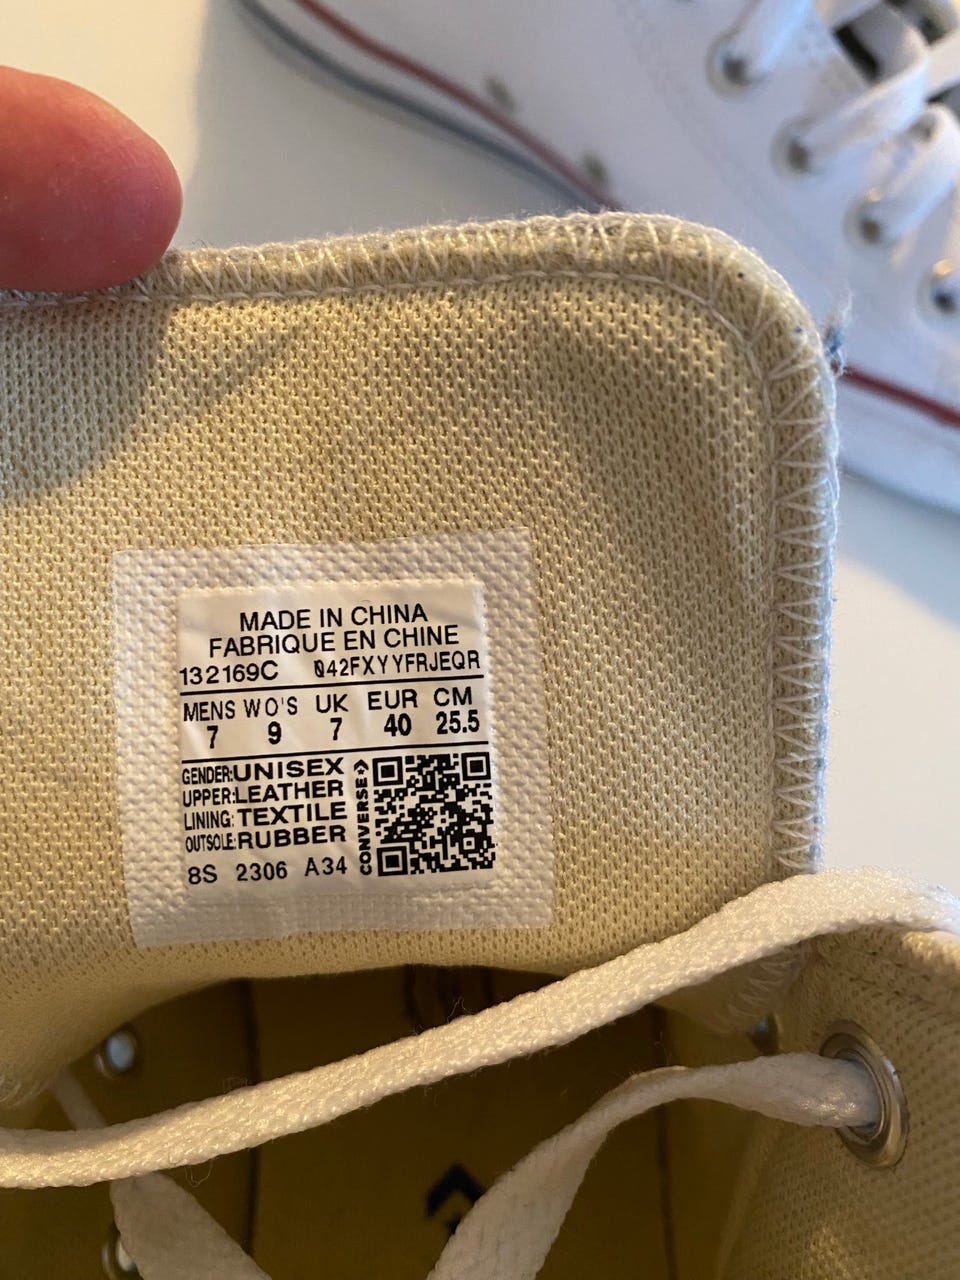 MADE IN CHINA
FABRIQUE EN CHINE
132169C 042FXYYFRJEQR
MENS WO'S UK EUR CM
7 9 7 40 25.5
GENDER:UNISEX
UPPER:LEATHER
LINING:TEXTILE
OUTSOLE:RUBBER
CONVERSE
8S 2306 A34